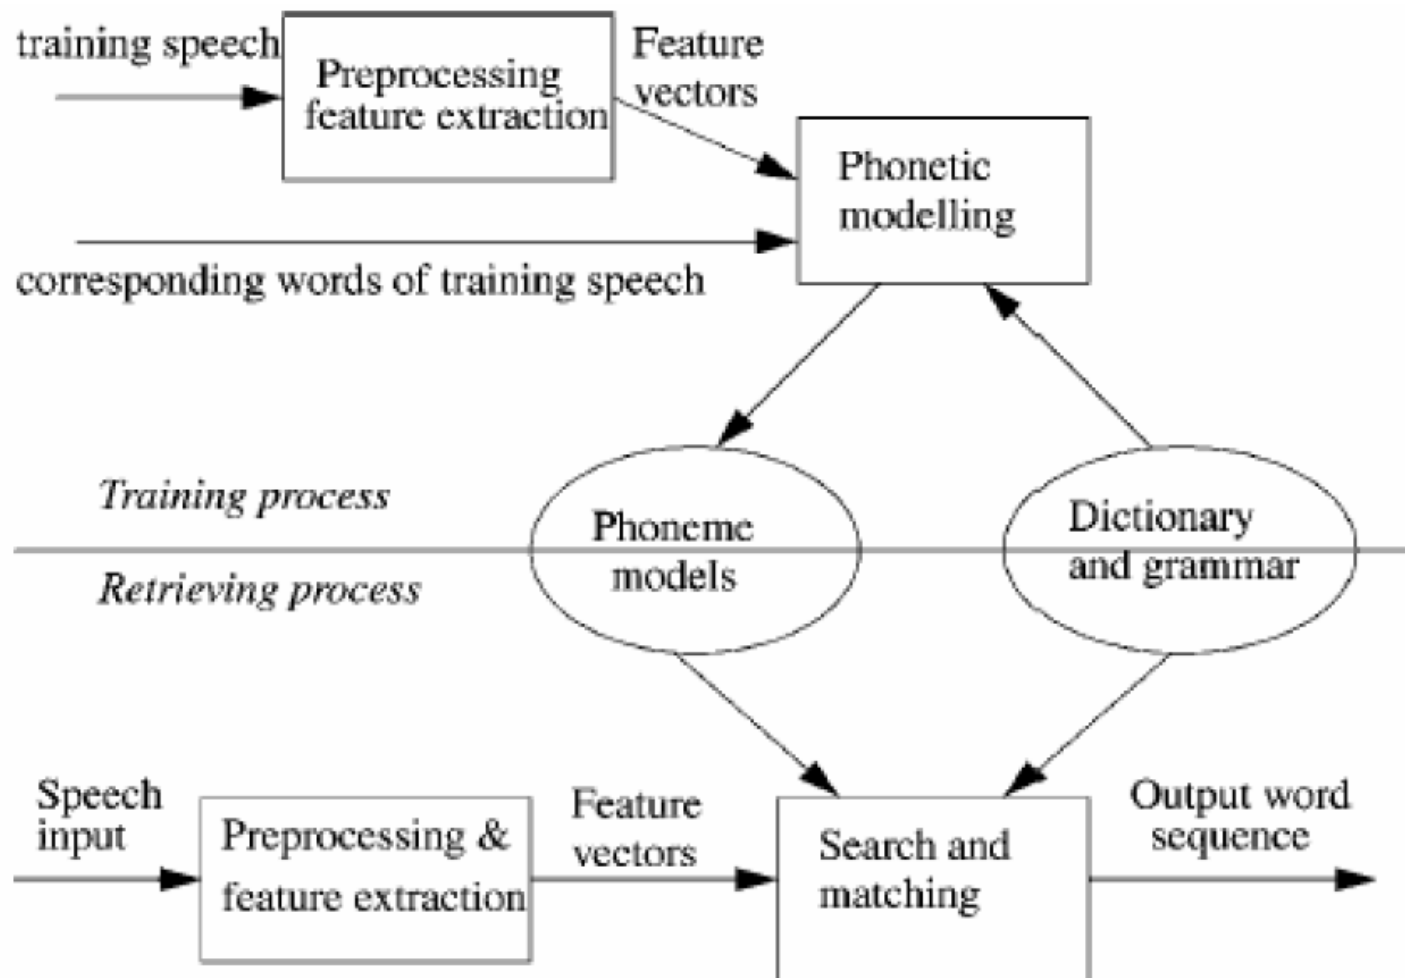 training speech
Preprocessing
feature extraction
Feature
vectors
Phonetic
modelling
corresponding words of training speech
Training process
Phoneme
models
Dictionary
and grammar
Retrieving process
Speech
input
Preprocessing &
feature extraction
Feature
vectors
Search and
matching
Output word
sequence